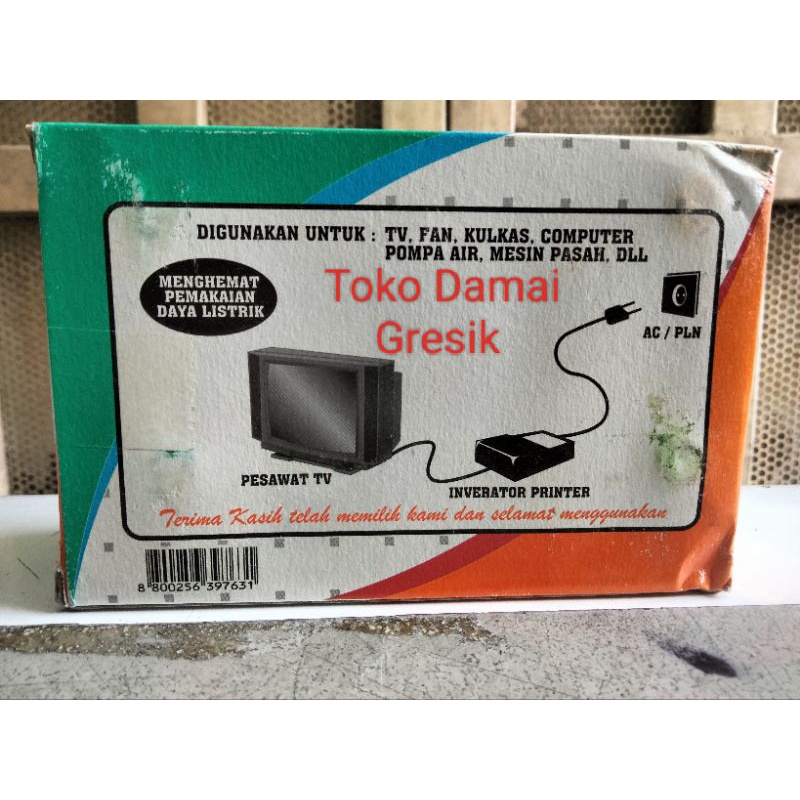 DIGUNAKAN UNTUK : TV, FAN, KULKAS, COMPUTER
POMPA AIR, MESIN PASAH, DLL
MENGHEMAT
PEMAKAIAN
DAYA LISTRIK
Toko Damai
Gresik
AC / PLN
PESAWAT TV
INVERATOR PRINTER
Terima Kasih telah memilih kami dan selamat menggunakan
8 800256 397631